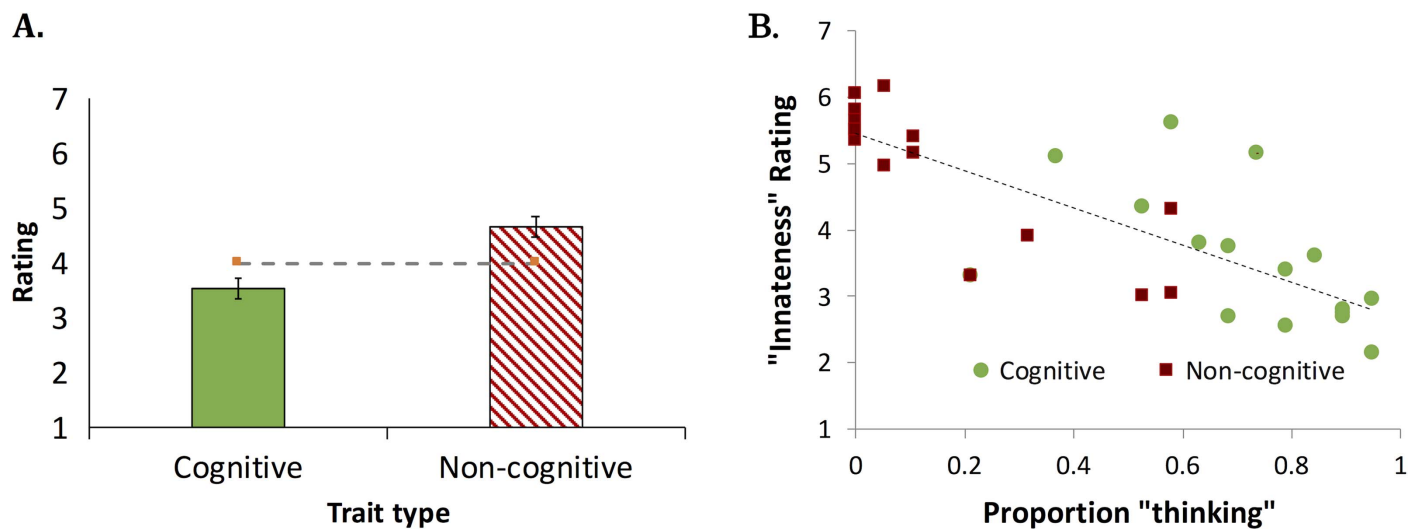 A.
7
6
5
4
3
2
1
Rating
Cognitive
Non-cognitive
Trait type
B.
7
6
5
4
3
2
1
"Innateness" Rating
Cognitive
Non-cognitive
0
0.2
0.4
0.6
0.8
1
Proportion "thinking"